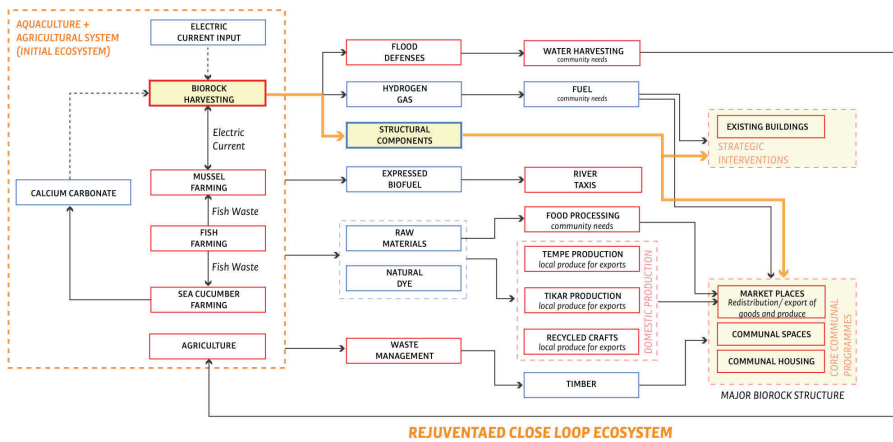 AQUACULTURE +
AGRICULTURAL SYSTEM
(INITIAL ECOSYSTEM)
ELECTRIC
CURRENT INPUT
BIOROCK
HARVESTING
Electric
Current
MUSSEL
FARMING
CALCIUM CARBONATE
Fish Waste
FISH
FARMING
Fish Waste
SEA CUCUMBER
FARMING
AGRICULTURE
FLOOD
DEFENSES
HYDROGEN
GAS
STRUCTURAL
COMPONENTS
EXPRESSED
BIOFUEL
RAW
MATERIALS
NATURAL
DYE
WASTE
MANAGEMENT
WATER HARVESTING
community needs
FUEL
community needs
RIVER
TAXIS
FOOD PROCESSING
community needs
TEMPE PRODUCTION
local produce for exports
TIKAR PRODUCTION
local produce for exports
RECYCLED CRAFTS
local produce for exports
DOMESTIC PRODUCTION
TIMBER
EXISTING BUILDINGS
STRATEGIC
INTERVENTIONS
MARKET PLACES
Redistribution/ export of
goods and produce
COMMUNAL SPACES
COMMUNAL HOUSING
CORE COMMUNAL
PROGRAMMES
MAJOR BIOROCK STRUCTURE
REJUVENTAED CLOSE LOOP ECOSYSTEM